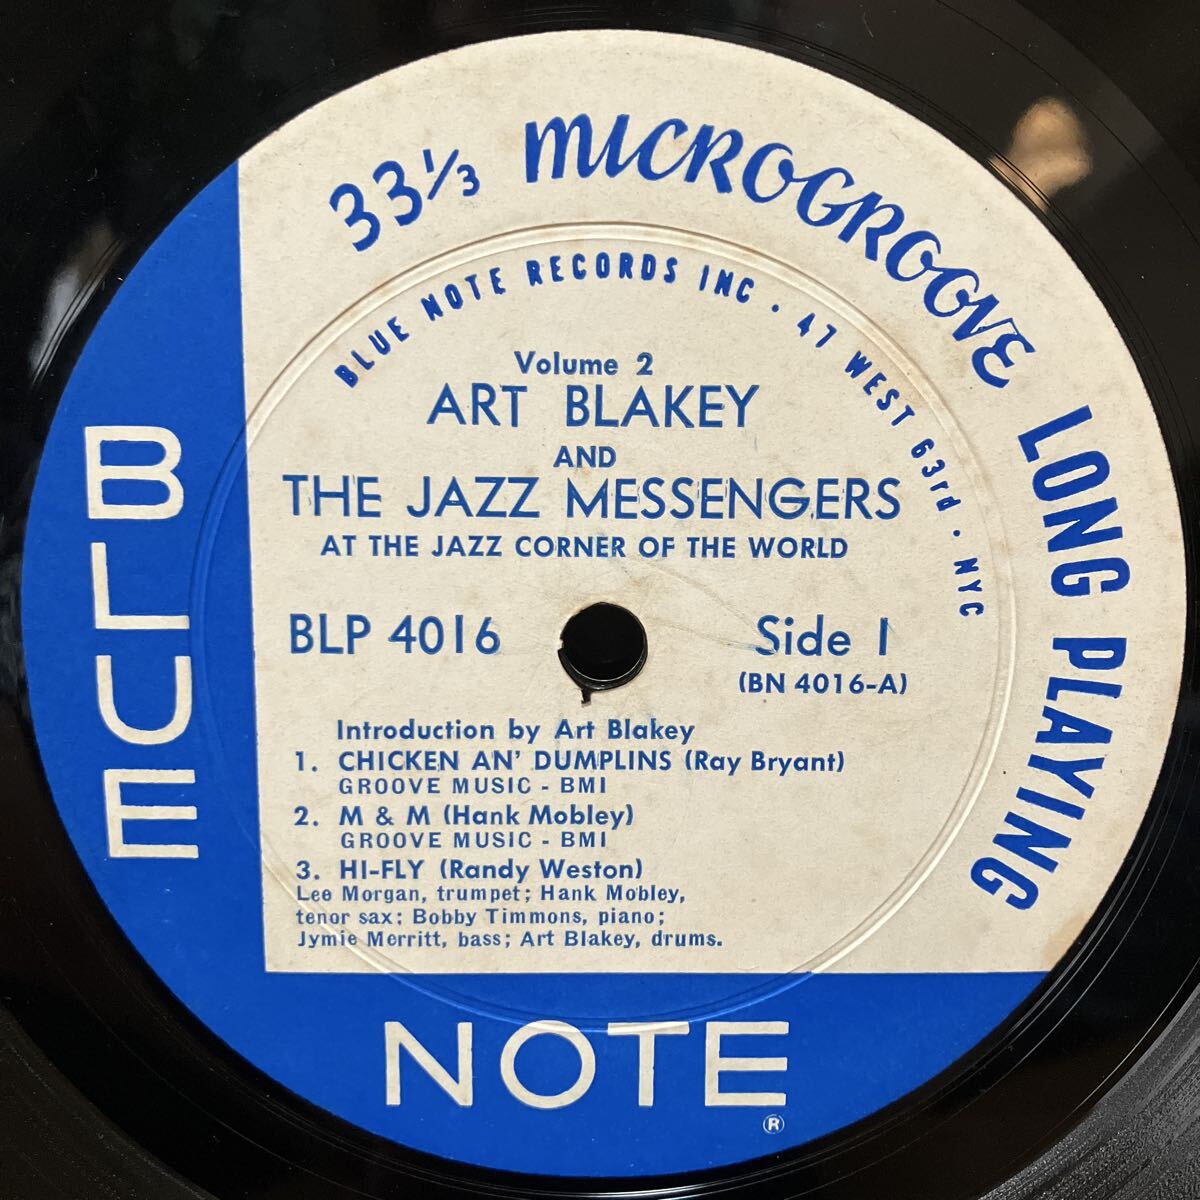 33⅓ MICROGROOVE LONG PLAYING
BLUE NOTE RECORDS INC • 47 WEST 63rd • NYC
Volume 2
ART BLAKEY
AND
THE JAZZ MESSENGERS
AT THE JAZZ CORNER OF THE WORLD
BLP 4016
Side 1
(BN 4016-A)
Introduction by Art Blakey
1. CHICKEN AN' DUMPLINS (Ray Bryant)
GROOVE MUSIC - BMI
2. M & M (Hank Mobley)
GROOVE MUSIC - BMI
3. HI-FLY (Randy Weston)
Lee Morgan, trumpet; Hank Mobley,
tenor sax; Bobby Timmons, piano;
Jymie Merritt, bass; Art Blakey, drums.
BLUE
NOTE
®